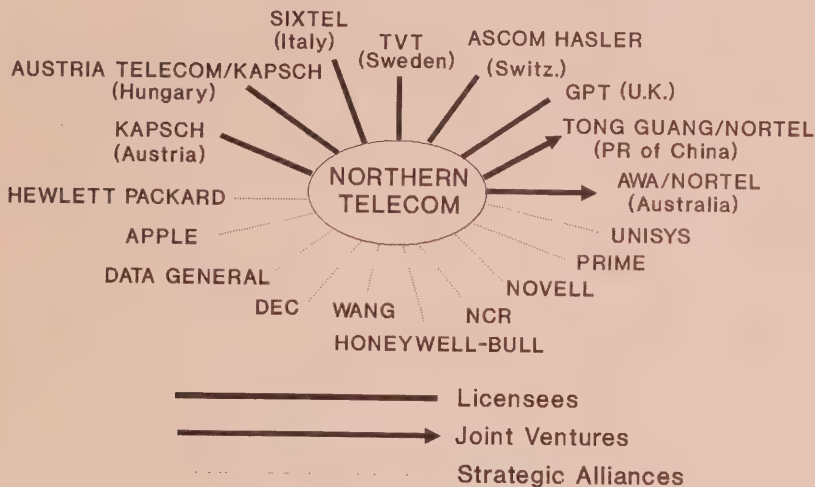 SIXTEL
(Italy)
TVT
(Sweden)
ASCOM HASLER
(Switz.)
AUSTRIA TELECOM/KAPSCH
(Hungary)
GPT (U.K.)
KAPSCH
(Austria)
TONG GUANG/NORTEL
(PR of China)
NORTHERN
TELECOM
AWA/NORTEL
(Australia)
HEWLETT PACKARD
APPLE
DATA GENERAL
DEC
WANG
HONEYWELL-BULL
NCR
NOVELL
PRIME
UNISYS
Licensees
Joint Ventures
Strategic Alliances